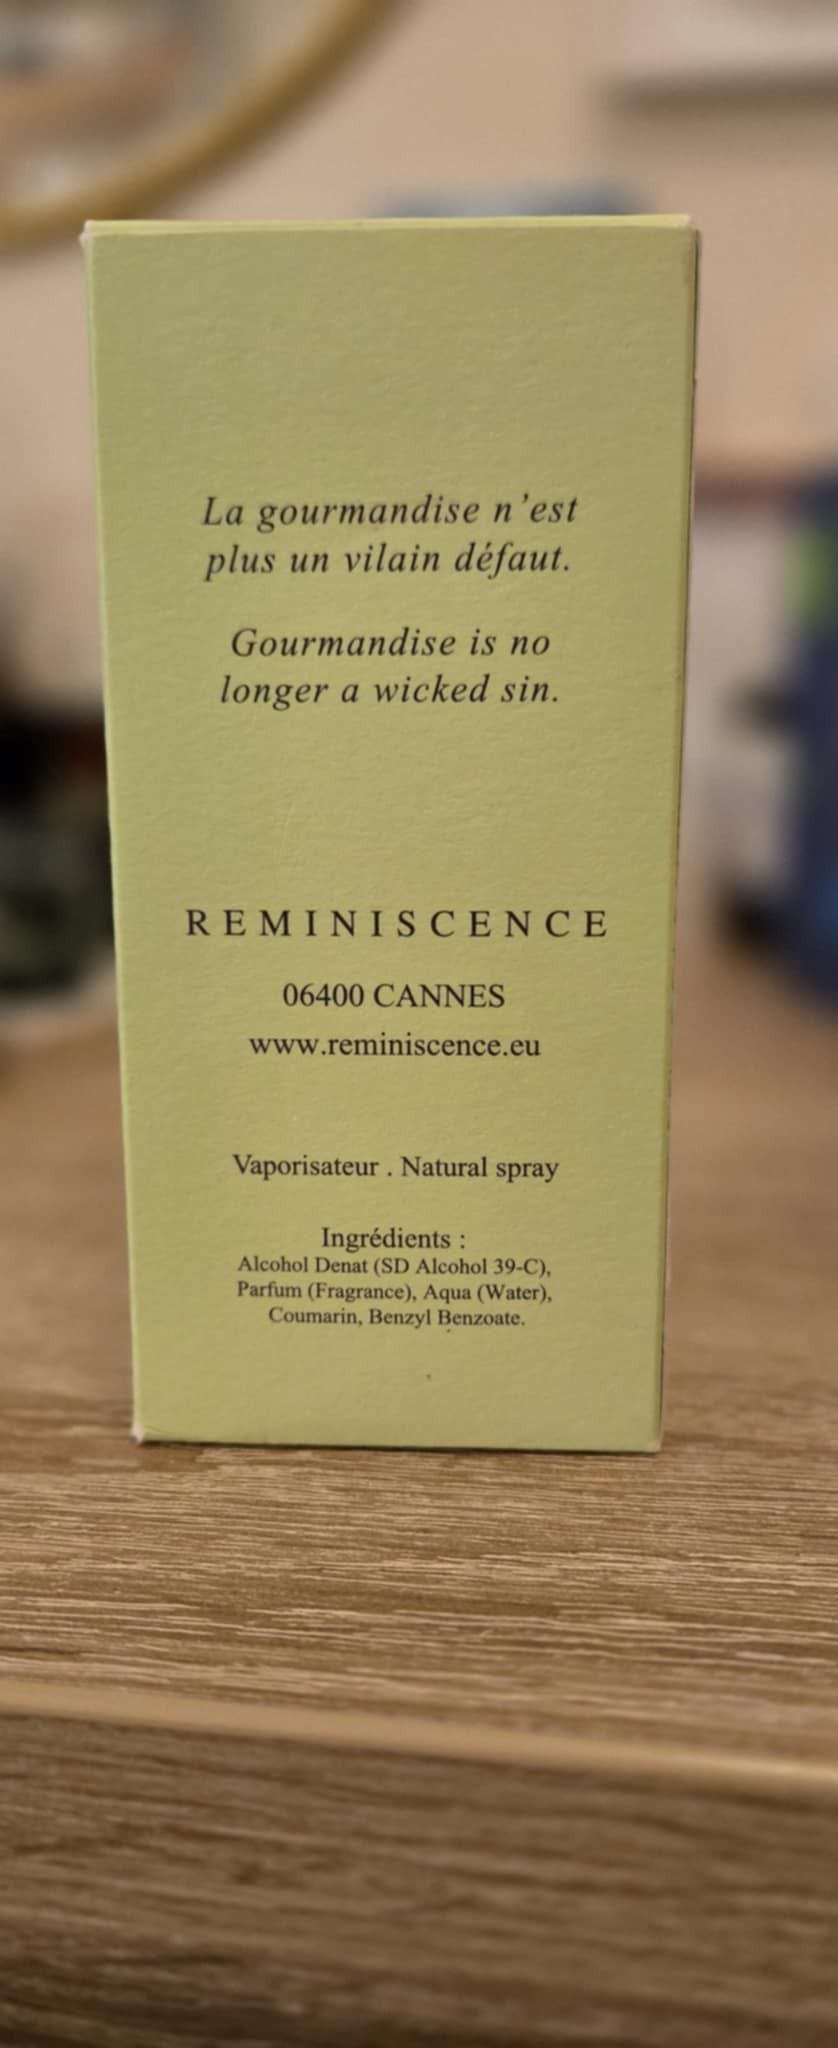 La gourmandise n'est
plus un vilain défaut.
Gourmandise is no
longer a wicked sin.
REMINISCENCE
06400 CANNES
www.reminiscence.eu
Vaporisateur . Natural spray
Ingrédients :
Alcohol Denat (SD Alcohol 39-C),
Parfum (Fragrance), Aqua (Water),
Coumarin, Benzyl Benzoate.